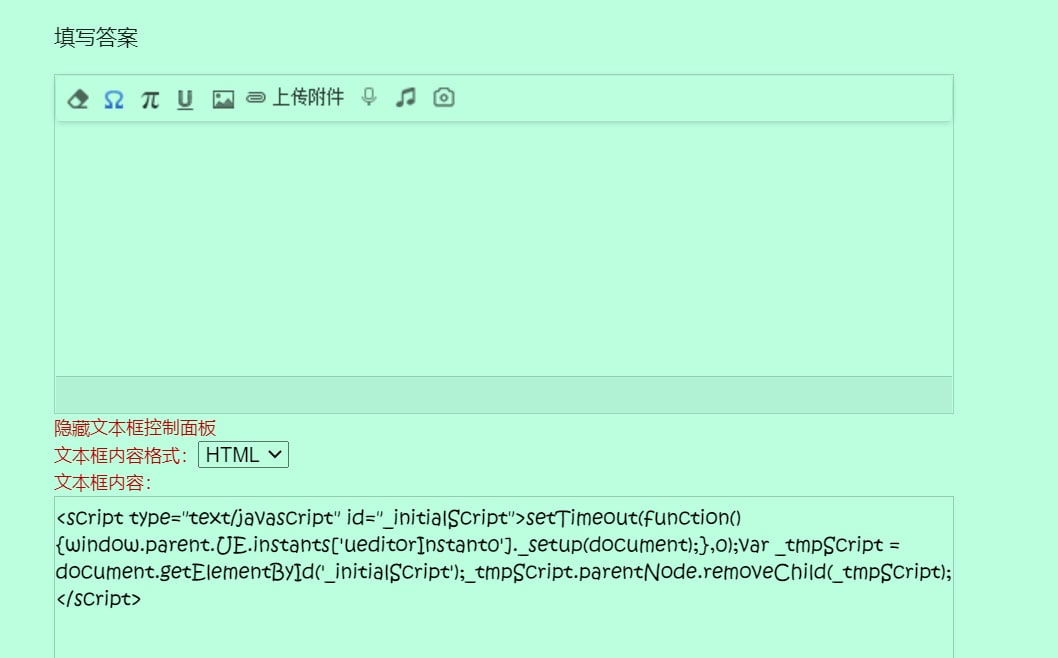 填写答案
Ω π U 上传附件
隐藏文本框控制面板
文本框内容格式： HTML
文本框内容：
<script type="text/javascript" id="_initialScript">setTimeout(function()
{window.parent.UE.instants['ueditorInstant0']._setup(document);},0);var _tmpScript =
document.getElementById('_initialScript');_tmpScript.parentNode.removeChild(_tmpScript);
</script>